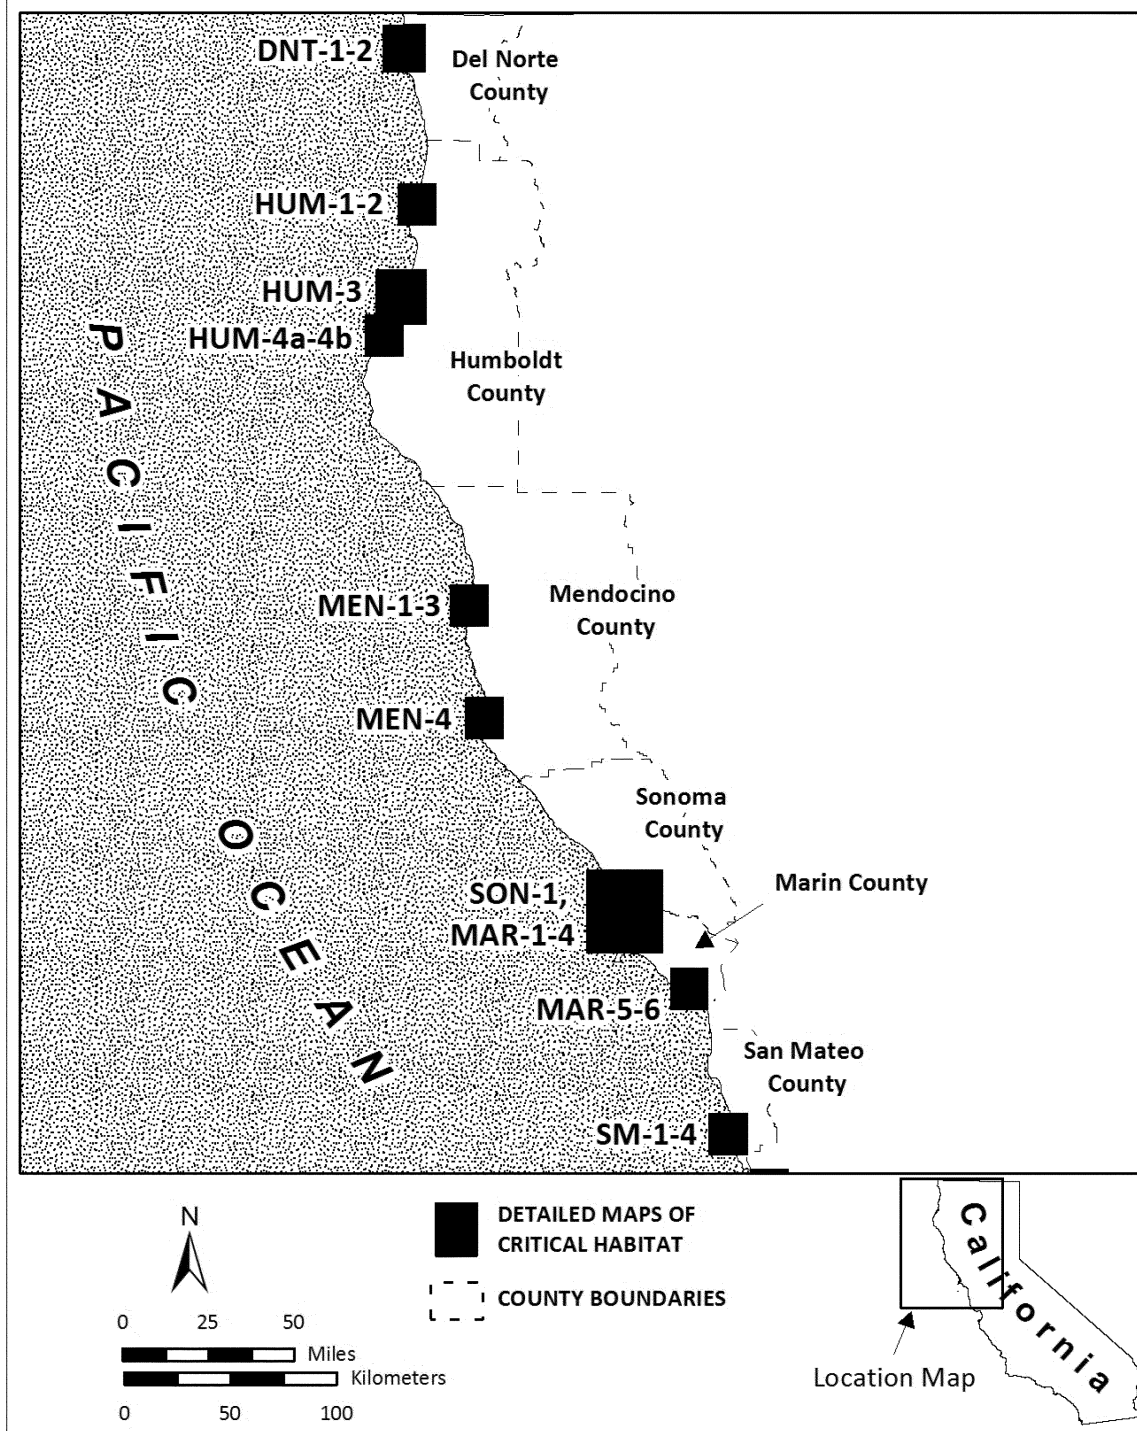 DNT-1-2
Del Norte
County
HUM-1-2
HUM-3
HUM-4a-4b
Humboldt
County
PACIFIC
OCEAN
MEN-1-3
Mendocino
County
MEN-4
Sonoma
County
SON-1,
MAR-1-4
Marin County
MAR-5-6
San Mateo
County
SM-1-4
N
DETAILED MAPS OF
CRITICAL HABITAT
COUNTY BOUNDARIES
0 25 50
Miles
Kilometers
0 50 100
California
Location Map